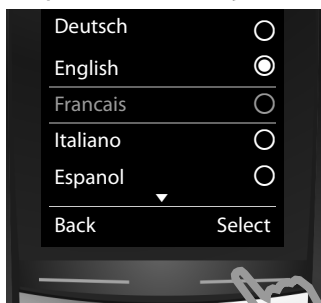 Deutsch
English
Francais
Italiano
Espanol
Back Select